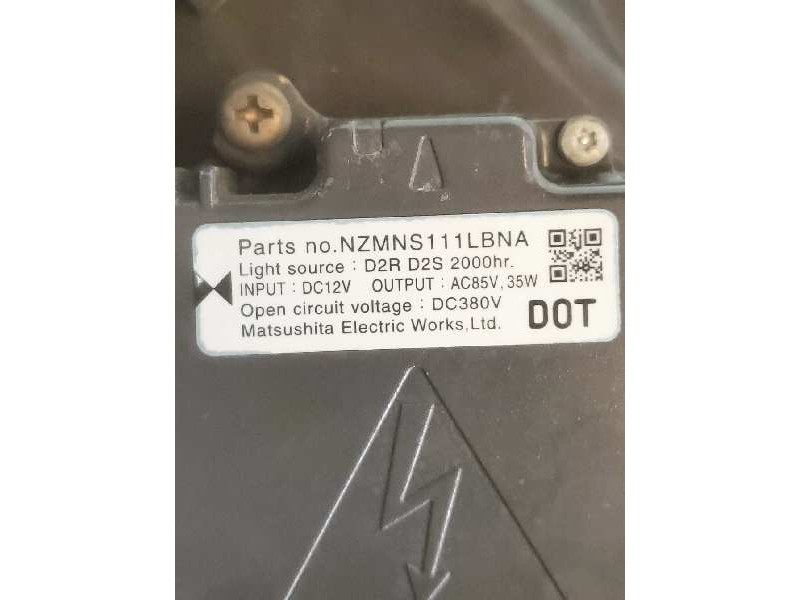 Parts no.NZMNS111LBNA
Light source : D2R D2S 2000hr.
INPUT : DC12V OUTPUT : AC85V, 35W
Open circuit voltage : DC380V
Matsushita Electric Works,Ltd.
DOT